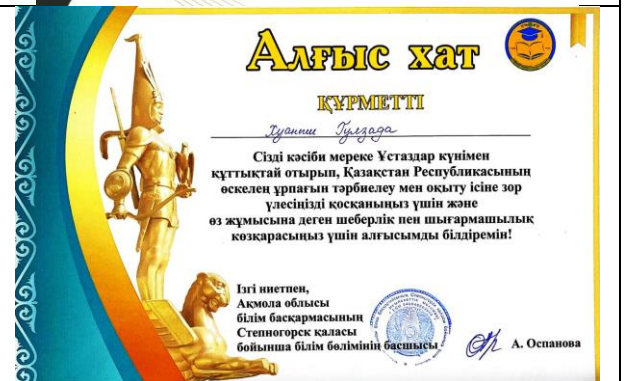 Алғыс хат
ҚҰРМЕТТІ
Гулзада
Сізді кәсіби мереке Ұстаздар күнімен
құттықтай отырып, Қазақстан Республикасының
өскелең ұрпағын тәрбиелеу мен оқыту ісіне зор
үлесіңізді қосқаныңыз үшін және
өз жұмысына деген шеберлік пен шығармашылық
көзқарасыңыз үшін алғысымды білдіремін!
Ізгі ниетпен,
Ақмола облысы
білім басқармасының
Степногорск қаласы
бойынша білім бөлімінің басшысы
А. Оспанова